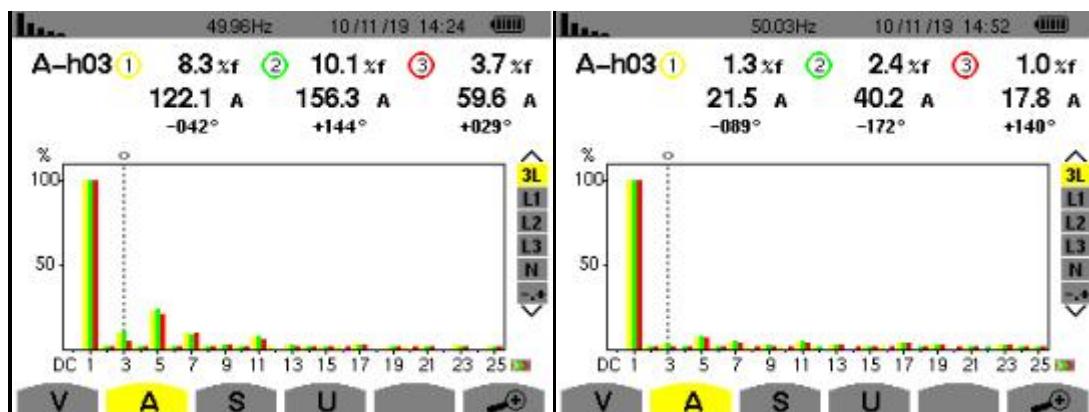 49.96Hz 10/11/19 14:24
A-h03 1 8.3 %f 2 10.1 %f 3 3.7 %f
122.1 A 156.3 A 59.6 A
-042° +144° +029°
%
100
50
DC 1 3 5 7 9 11 13 15 17 19 21 23 25
3L
L1
L2
L3
N
-.+
V A S U
50.03Hz 10/11/19 14:52
A-h03 1 1.3 %f 2 2.4 %f 3 1.0 %f
21.5 A 40.2 A 17.8 A
-089° -172° +140°
%
100
50
DC 1 3 5 7 9 11 13 15 17 19 21 23 25
3L
L1
L2
L3
N
-.+
V A S U